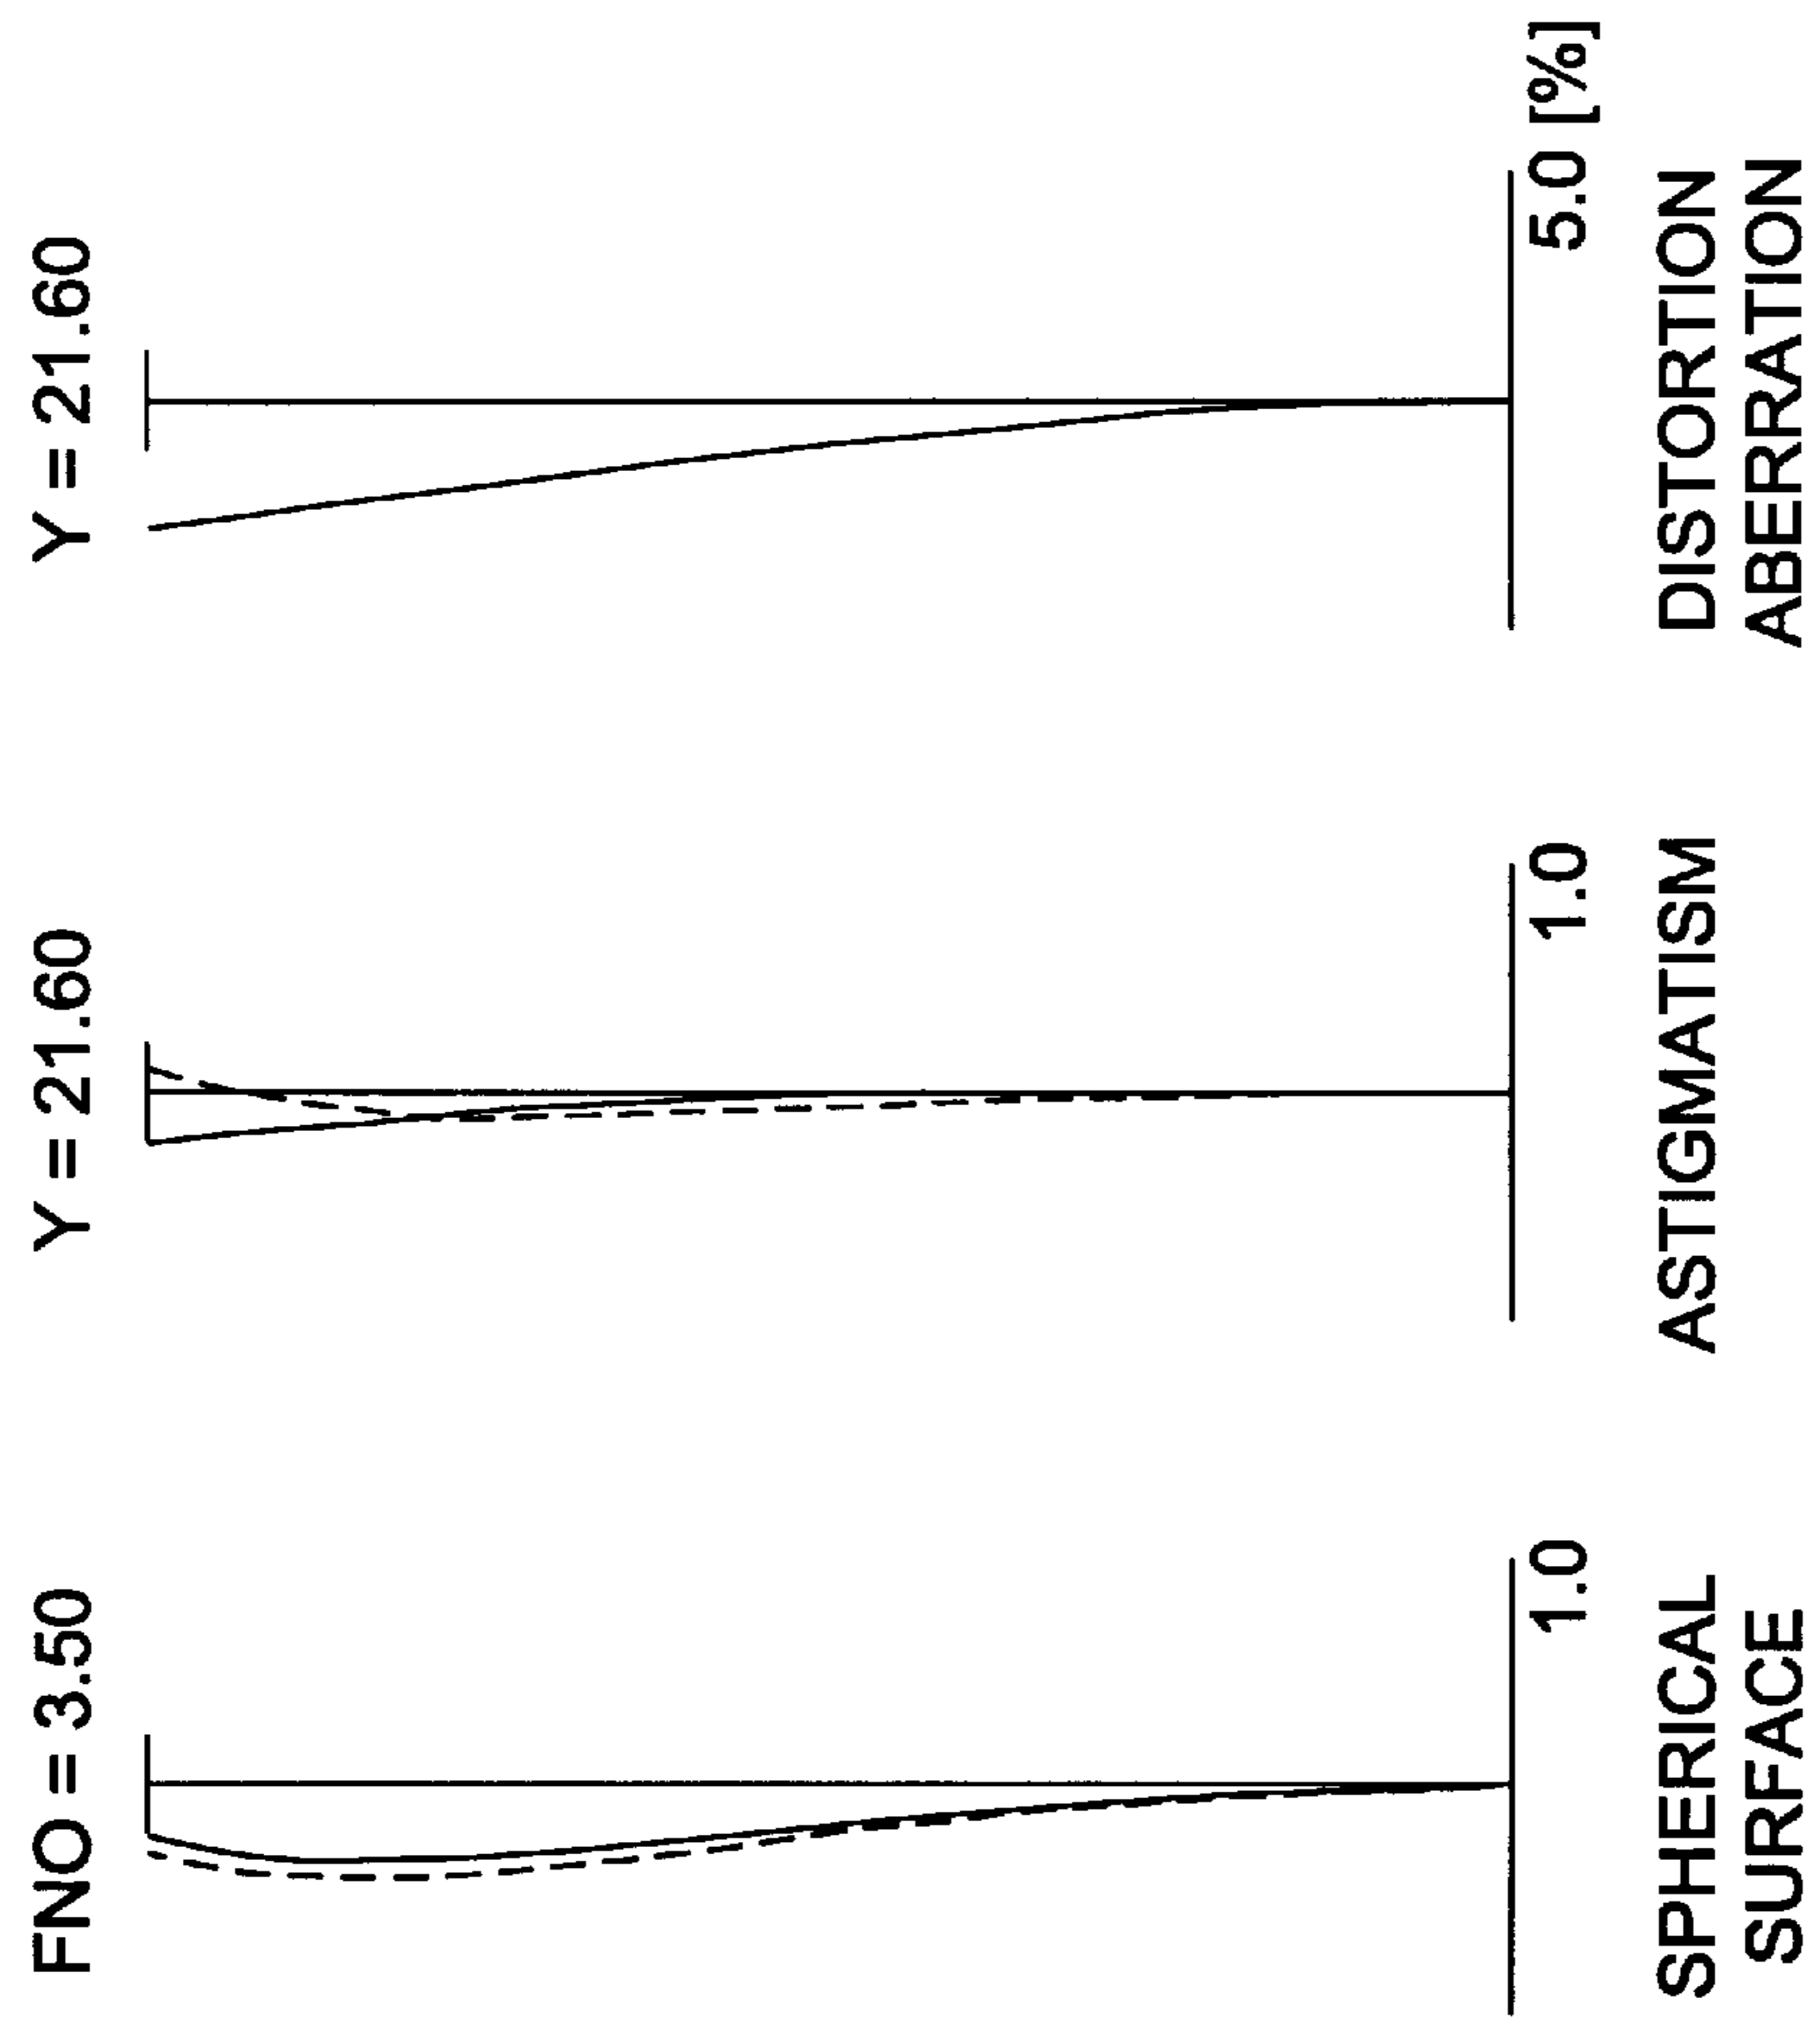 FNO = 3.50
1.0
SPHERICAL
SURFACE
Y = 21.60
1.0
ASTIGMATISM
Y = 21.60
5.0 [%]
DISTORTION
ABERRATION